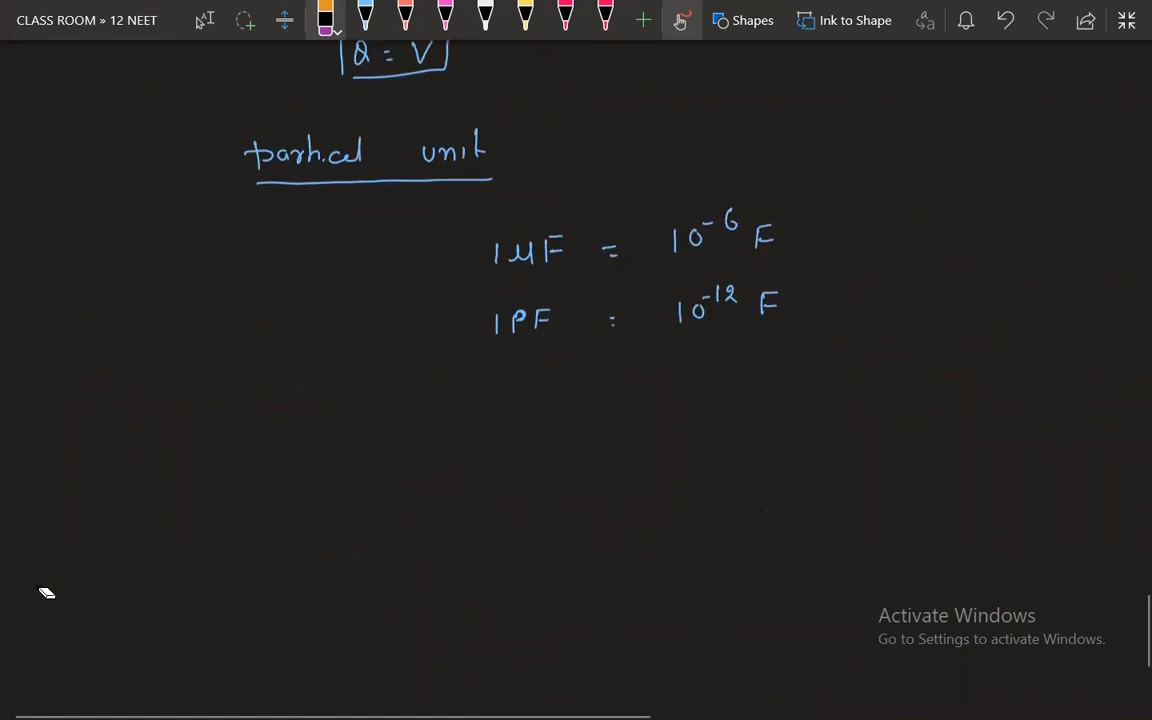 CLASS ROOM » 12 NEET
Shapes
Ink to Shape
Q = V
partical unit
1 μF = 10⁻⁶ F
1 PF = 10⁻¹² F
Activate Windows
Go to Settings to activate Windows.